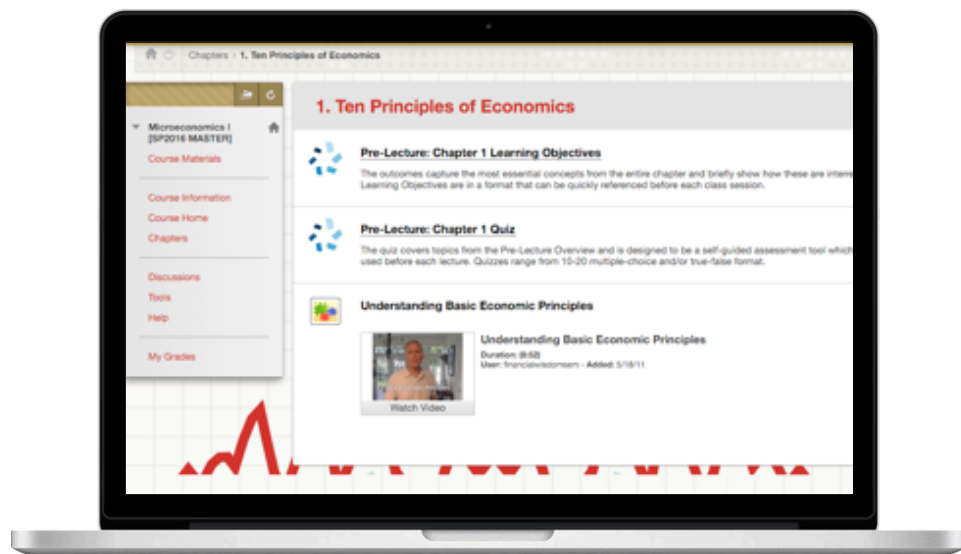 Chapters › 1. Ten Principles of Economics
Microeconomics I
[SP2016 MASTER]
Course Materials
Course Information
Course Home
Chapters
Discussions
Tools
Help
My Grades
1. Ten Principles of Economics
Pre-Lecture: Chapter 1 Learning Objectives
The outcomes capture the most essential concepts from the entire chapter and briefly show how these are interre
Learning Objectives are in a format that can be quickly referenced before each class session.
Pre-Lecture: Chapter 1 Quiz
The quiz covers topics from the Pre-Lecture Overview and is designed to be a self-guided assessment tool which
used before each lecture. Quizzes range from 10-20 multiple-choice and/or true-false format.
Understanding Basic Economic Principles
Understanding Basic Economic Principles
Duration: (8:52)
User: financialwisdomsem - Added: 5/18/11
Watch Video